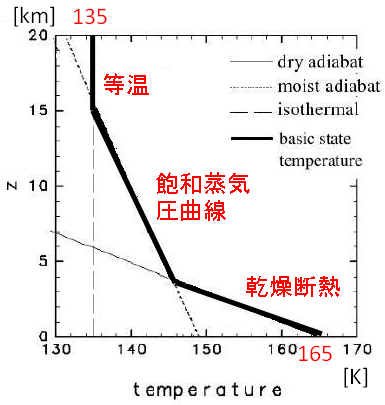 [km] 135
20
15
10
5
0
z
等温
飽和蒸気
圧曲線
乾燥断熱
dry adiabat
moist adiabat
isothermal
basic state
temperature
130 140 150 160 170
165
[K]
temperature